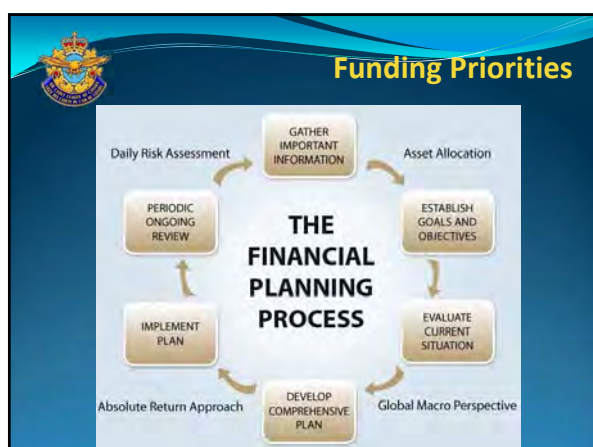 Funding Priorities
GATHER
IMPORTANT
INFORMATION
Daily Risk Assessment
Asset Allocation
PERIODIC
ONGOING
REVIEW
ESTABLISH
GOALS AND
OBJECTIVES
THE
FINANCIAL
PLANNING
PROCESS
IMPLEMENT
PLAN
EVALUATE
CURRENT
SITUATION
Absolute Return Approach
DEVELOP
COMPREHENSIVE
PLAN
Global Macro Perspective